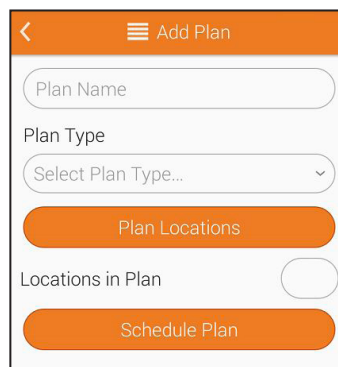 Add Plan
Plan Name
Plan Type
Select Plan Type...
Plan Locations
Locations in Plan
Schedule Plan